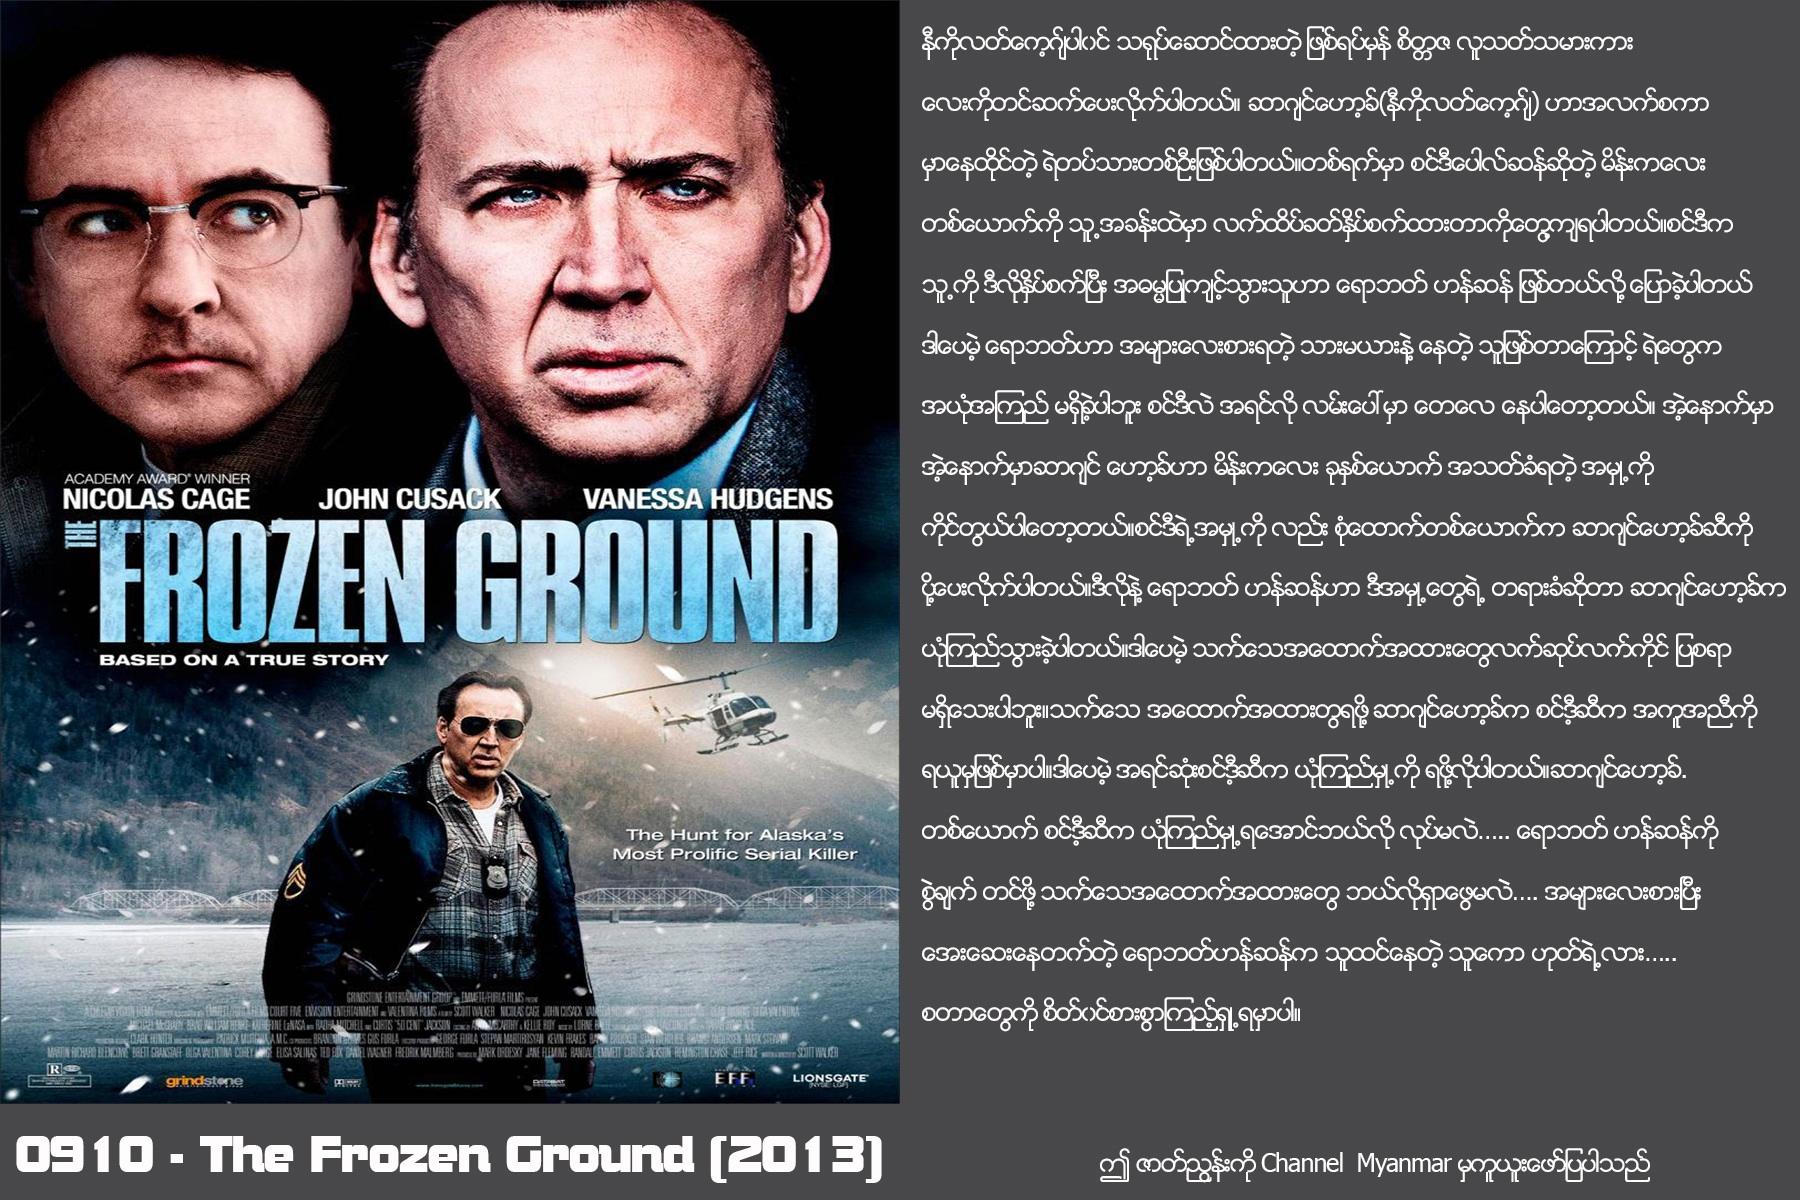 ACADEMY AWARD® WINNER
NICOLAS CAGE JOHN CUSACK VANESSA HUDGENS
THE FROZEN GROUND
BASED ON A TRUE STORY
The Hunt for Alaska's
Most Prolific Serial Killer
R
grindstone
EFF
LIONSGATE
0910 - The Frozen Ground (2013)
နီကိုလတ်ကေ့ဂ်ျပါဝင် သရုပ်ဆောင်ထားတဲ့ ဖြစ်ရပ်မှန် စိတ္တဇ လူသတ်သမားကား
လေးကိုတင်ဆက်ပေးလိုက်ပါတယ်။ ဆာဂျင်ဟော့ခ်(နီကိုလတ်ကေ့ဂ်ျ) ဟာအလက်စကာ
မှာနေထိုင်တဲ့ ရဲတပ်သားတစ်ဦးဖြစ်ပါတယ်။တစ်ရက်မှာ စင်ဒီပေါလ်ဆန်ဆိုတဲ့ မိန်းကလေး
တစ်ယောက်ကို သူ့အခန်းထဲမှာ လက်ထိပ်ခတ်နှိပ်စက်ထားတာကိုတွေ့ကျရပါတယ်။စင်ဒီက
သူ့ကို ဒီလိုနှိပ်စက်ပြီး အဓမ္မပြုကျင့်သွားသူဟာ ရောဘတ် ဟန်ဆန် ဖြစ်တယ်လို့ ပြောခဲ့ပါတယ်
ဒါပေမဲ့ ရောဘတ်ဟာ အများလေးစားရတဲ့ သားမယားနဲ့ နေတဲ့ သူဖြစ်တာကြောင့် ရဲတွေက
အယုံအကြည် မရှိခဲ့ပါဘူး စင်ဒီလဲ အရင်လို လမ်းပေါ်မှာ တေလေ နေပါတော့တယ်။ အဲ့နောက်မှာ
အဲ့နောက်မှာဆာဂျင် ဟော့ခ်ဟာ မိန်းကလေး ခုနှစ်ယောက် အသတ်ခံရတဲ့ အမှု့ကို
ကိုင်တွယ်ပါတော့တယ်။စင်ဒီရဲ့အမှု့ကို လည်း စုံထောက်တစ်ယောက်က ဆာဂျင်ဟော့ခ်ဆီကို
ပို့ပေးလိုက်ပါတယ်။ဒီလိုနဲ့ ရောဘတ် ဟန်ဆန်ဟာ ဒီအမှု့တွေရဲ့ တရားခံဆိုတာ ဆာဂျင်ဟော့ခ်က
ယုံကြည်သွားခဲ့ပါတယ်။ဒါပေမဲ့ သက်သေအထောက်အထားတွေလက်ဆုပ်လက်ကိုင် ပြစရာ
မရှိသေးပါဘူး။သက်သေ အထောက်အထားတွရဖို့ ဆာဂျင်ဟော့ခ်က စင်ဒီ့ဆီက အကူအညီကို
ရယူမှဖြစ်မှာပါ။ဒါပေမဲ့ အရင်ဆုံးစင်ဒီ့ဆီက ယုံကြည်မှု့ကို ရဖို့လိုပါတယ်။ဆာဂျင်ဟော့ခ်.
တစ်ယောက် စင်ဒီ့ဆီက ယုံကြည်မှု့ရအောင်ဘယ်လို လုပ်မလဲ..... ရောဘတ် ဟန်ဆန်ကို
စွဲချက် တင်ဖို့ သက်သေအထောက်အထားတွေ ဘယ်လိုရှာဖွေမလဲ.... အများလေးစားပြီး
အေးဆေးနေတက်တဲ့ ရောဘတ်ဟန်ဆန်က သူထင်နေတဲ့ သူကော ဟုတ်ရဲ့လား.....
စတာတွေကို စိတ်ဝင်စားစွာကြည့်ရှု့ရမှာပါ။
ဤ ဇာတ်ညွှန်းကို Channel Myanmar မှကူယူးဖော်ပြပါသည်